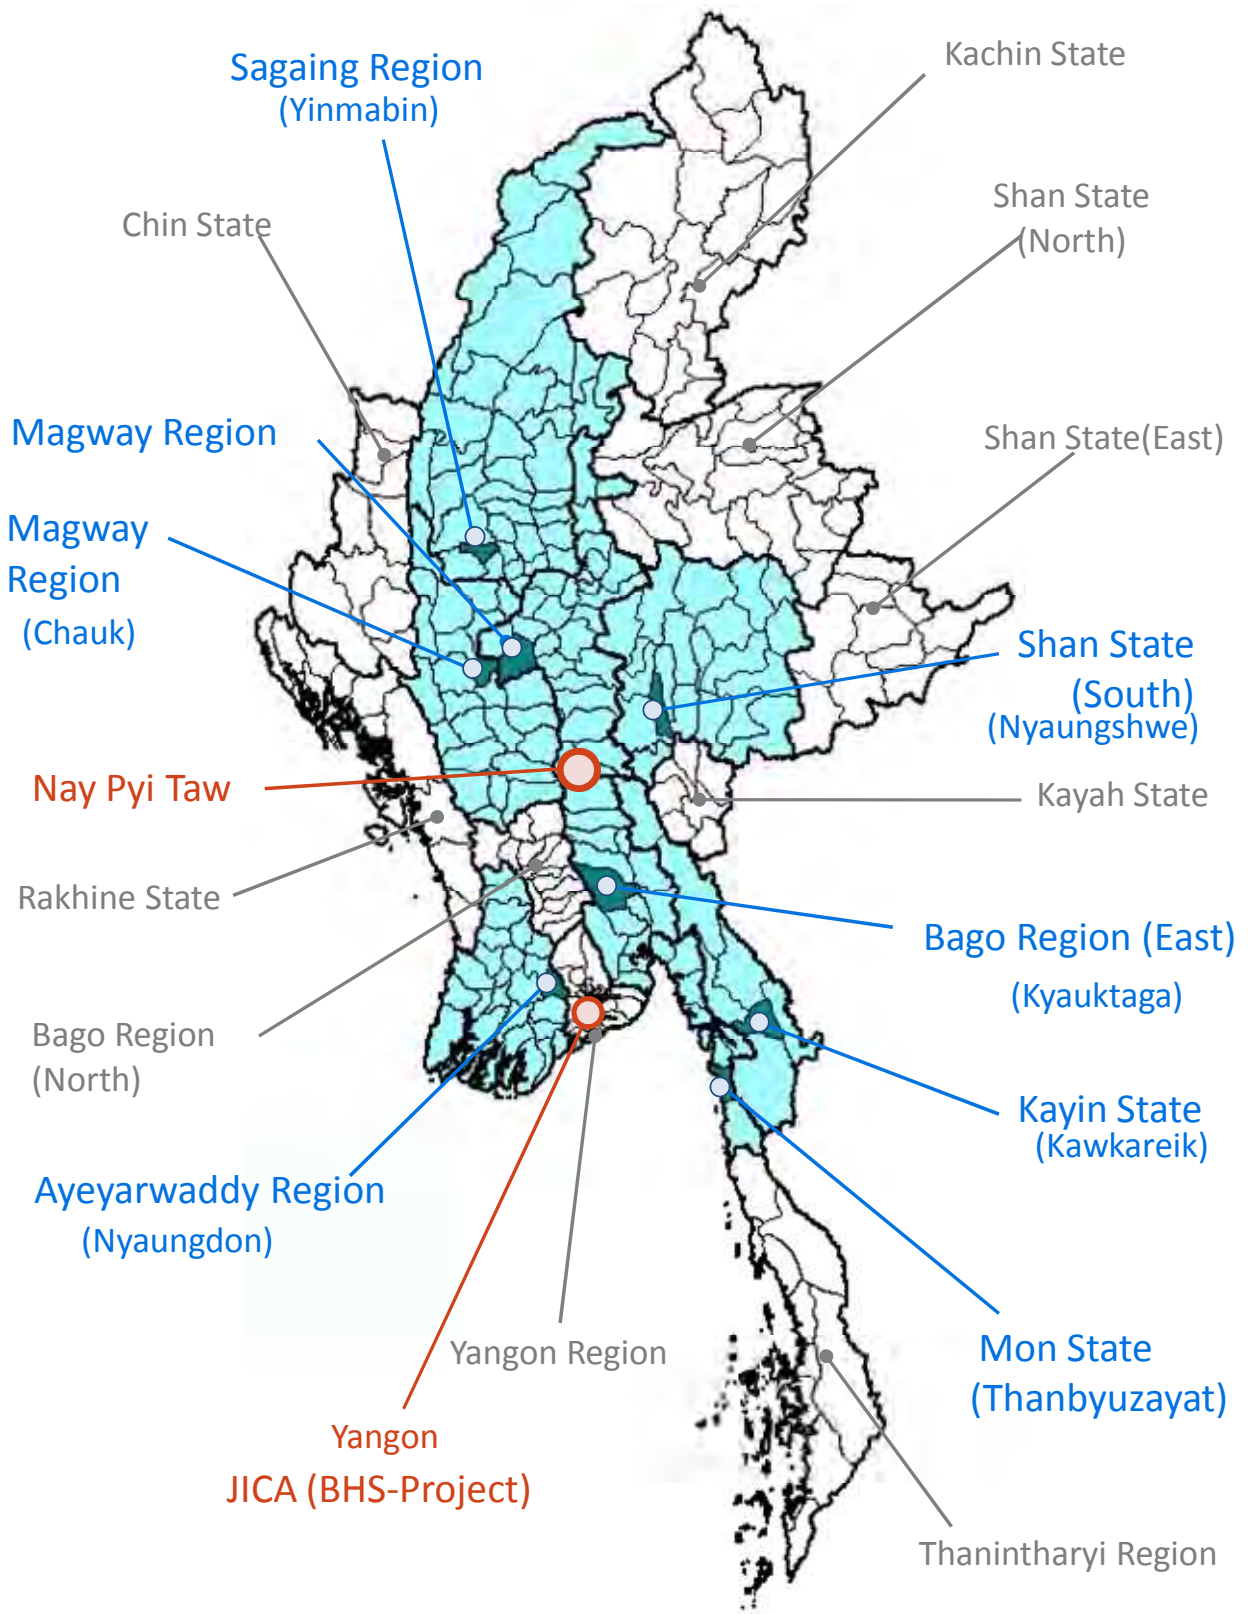 Kachin State
Sagaing Region
(Yinmabin)
Shan State
(North)
Chin State
Magway Region
Shan State(East)
Magway
Region
(Chauk)
Shan State
(South)
(Nyaungshwe)
Nay Pyi Taw
Kayah State
Rakhine State
Bago Region (East)
(Kyauktaga)
Bago Region
(North)
Kayin State
(Kawkareik)
Ayeyarwaddy Region
(Nyaungdon)
Yangon Region
Mon State
(Thanbyuzayat)
Yangon
JICA (BHS-Project)
Thanintharyi Region